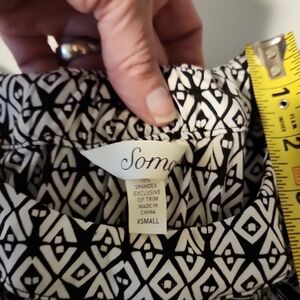 Soma
10%
SPANDEX
EXCLUSIVE
OF TRIM
MADE IN
CHINA
XSMALL
1
2